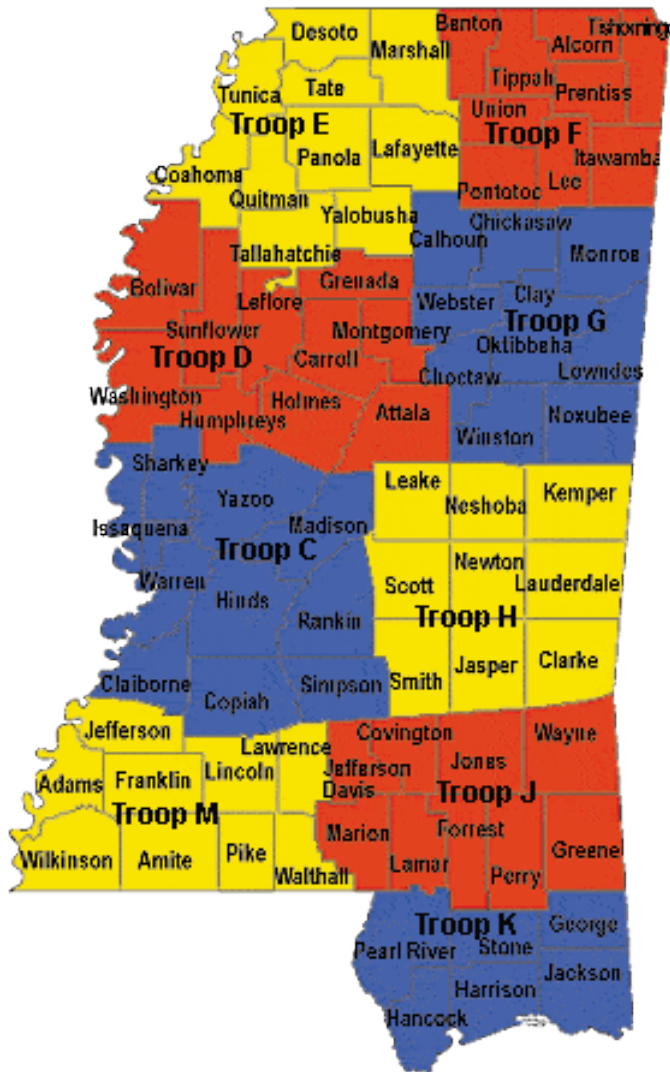 Desoto
Marshall
Benton
Tishomingo
Alcorn
Tippah
Prentiss
Tunica
Tate
Union
Troop E
Troop F
Panola
Lafayette
Itawamba
Lee
Coahoma
Quitman
Pontotoc
Yalobusha
Chickasaw
Calhoun
Monroe
Tallahatchie
Grenada
Bolivar
Leflore
Webster
Clay
Sunflower
Montgomery
Troop G
Troop D
Carroll
Oktibbeha
Choctaw
Lowndes
Washington
Holmes
Humphreys
Attala
Noxubee
Winston
Sharkey
Leake
Neshoba
Kemper
Yazoo
Issaquena
Madison
Troop C
Newton
Warren
Scott
Lauderdale
Hinds
Rankin
Troop H
Jasper
Clarke
Claiborne
Copiah
Simpson
Smith
Jefferson
Covington
Wayne
Lawrence
Lincoln
Jones
Adams
Franklin
Jefferson
Davis
Troop M
Troop J
Marion
Forrest
Wilkinson
Amite
Pike
Walthall
Lamar
Perry
Greene
Troop K
George
Pearl River
Stone
Jackson
Harrison
Hancock